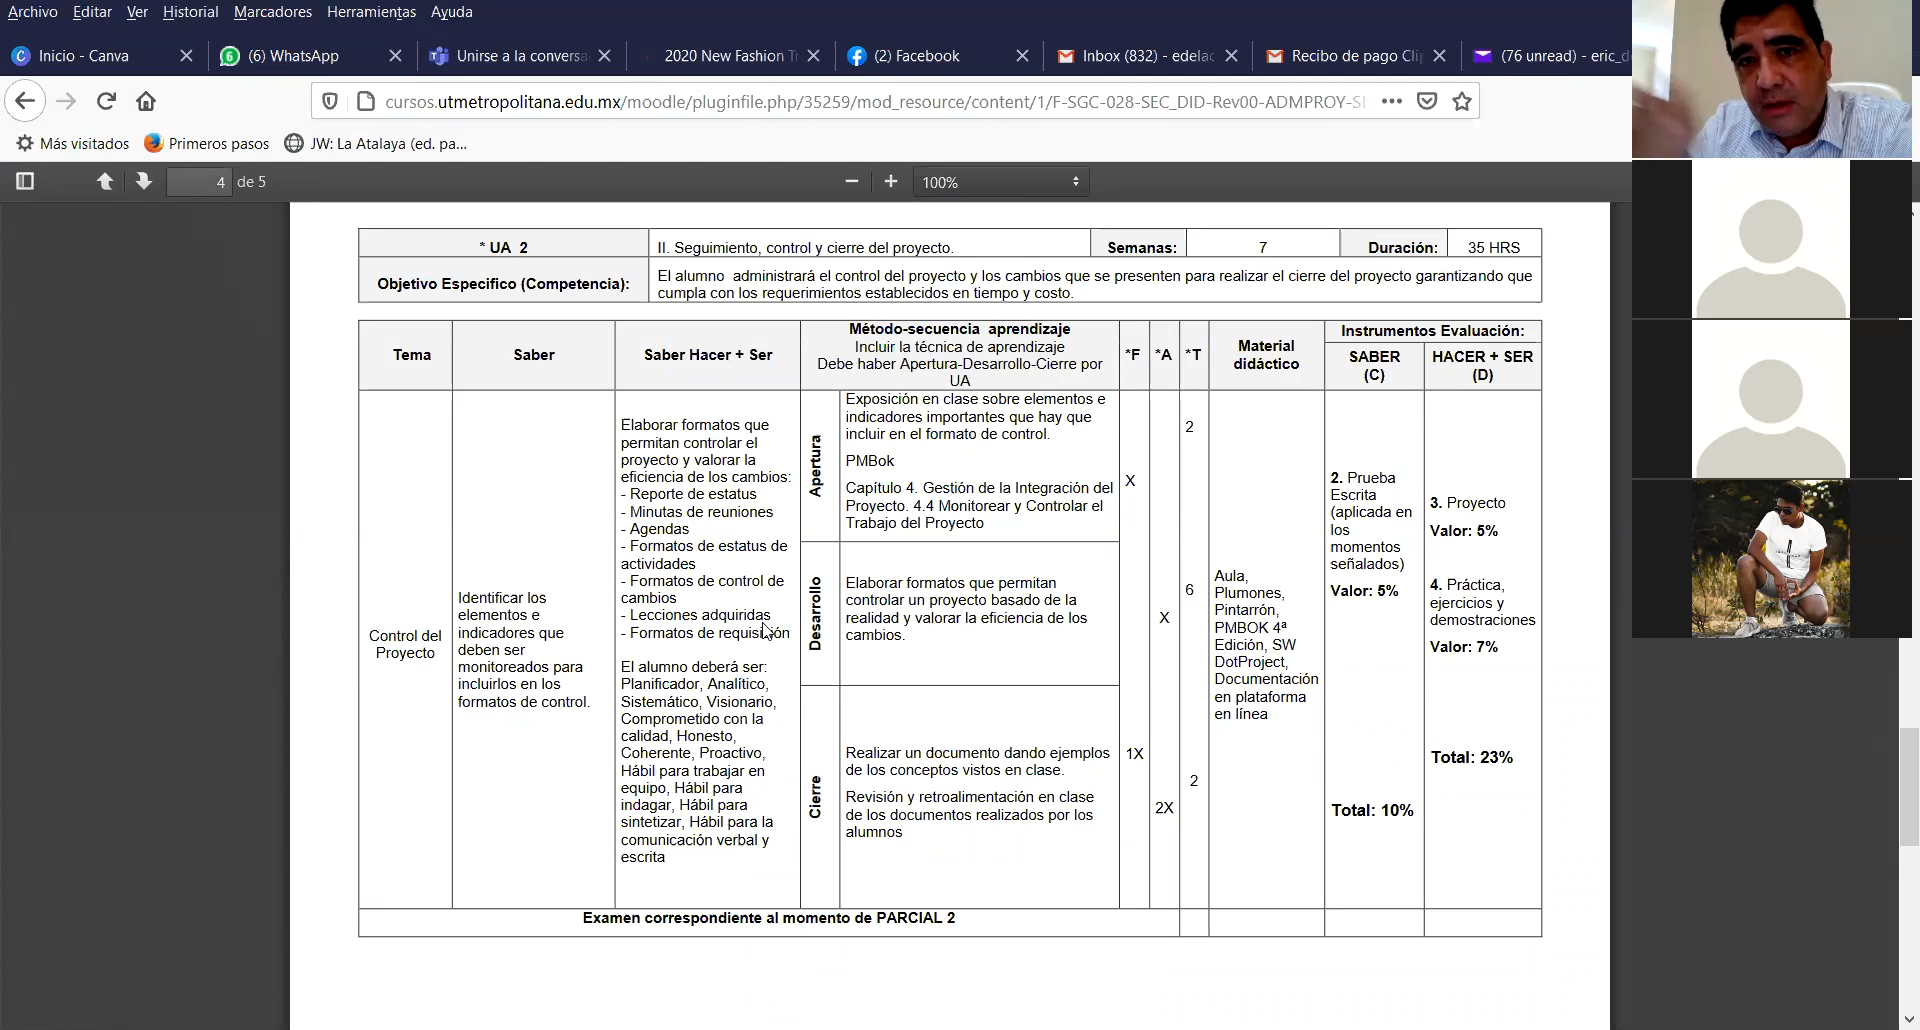 Archivo Editar Ver Historial Marcadores Herramientas Ayuda
Inicio - Canva
(6) WhatsApp
Unirse a la conversa
2020 New Fashion T
(2) Facebook
Inbox (832) - edelac
Recibo de pago Cli
(76 unread) - eric_d
cursos.utmetropolitana.edu.mx/moodle/pluginfile.php/35259/mod_resource/content/1/F-SGC-028-SEC_DID-Rev00-ADMPROY-S
Más visitados
Primeros pasos
JW: La Atalaya (ed. pa...
4 de 5
100%
* UA 2
II. Seguimiento, control y cierre del proyecto.
Semanas:
7
Duración:
35 HRS
Objetivo Especifico (Competencia):
El alumno administrará el control del proyecto y los cambios que se presenten para realizar el cierre del proyecto garantizando que
cumpla con los requerimientos establecidos en tiempo y costo.
Tema
Saber
Saber Hacer + Ser
Método-secuencia aprendizaje
Incluir la técnica de aprendizaje
Debe haber Apertura-Desarrollo-Cierre por
UA
*F
*A
*T
Material
didáctico
Instrumentos Evaluación:
SABER
(C)
HACER + SER
(D)
Control del
Proyecto
Identificar los
elementos e
indicadores que
deben ser
monitoreados para
incluirlos en los
formatos de control.
Elaborar formatos que
permitan controlar el
proyecto y valorar la
eficiencia de los cambios:
- Reporte de estatus
- Minutas de reuniones
- Agendas
- Formatos de estatus de
actividades
- Formatos de control de
cambios
- Lecciones adquiridas
- Formatos de requisición
El alumno deberá ser:
Planificador, Analítico,
Sistemático, Visionario,
Comprometido con la
calidad, Honesto,
Coherente, Proactivo,
Hábil para trabajar en
equipo, Hábil para
indagar, Hábil para
sintetizar, Hábil para la
comunicación verbal y
escrita
Apertura
Exposición en clase sobre elementos e
indicadores importantes que hay que
incluir en el formato de control.
PMBok
Capítulo 4. Gestión de la Integración del
Proyecto. 4.4 Monitorear y Controlar el
Trabajo del Proyecto
X
2
Desarrollo
Elaborar formatos que permitan
controlar un proyecto basado de la
realidad y valorar la eficiencia de los
cambios.
X
6
Cierre
Realizar un documento dando ejemplos
de los conceptos vistos en clase.
Revisión y retroalimentación en clase
de los documentos realizados por los
alumnos
1X
2X
2
Aula,
Plumones,
Pintarrón,
PMBOK 4ª
Edición, SW
DotProject,
Documentación
en plataforma
en línea
2. Prueba
Escrita
(aplicada en
los
momentos
señalados)
Valor: 5%
Total: 10%
3. Proyecto
Valor: 5%
4. Práctica,
ejercicios y
demostraciones
Valor: 7%
Total: 23%
Examen correspondiente al momento de PARCIAL 2